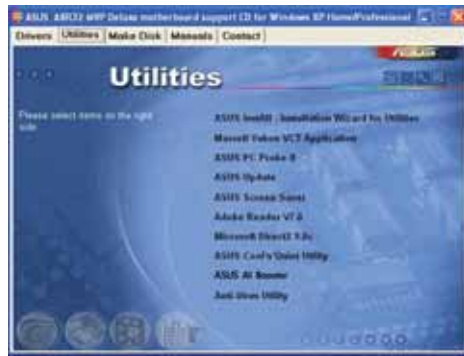 ASUS A8R32-MVP Deluxe motherboard support CD for Windows XP Home/Professional
Drivers Utilities Make Disk Manuals Contact
Utilities
Please select items on the right
side
ASUS InstAll - Installation Wizard for Utilities
Marvell Yukon VCT Application
ASUS PC Probe II
ASUS Update
ASUS Screen Saver
Adobe Reader V7.0
Microsoft DirectX 9.0c
ASUS Cool'n'Quiet Utility
ASUS AI Booster
Anti-Virus Utility